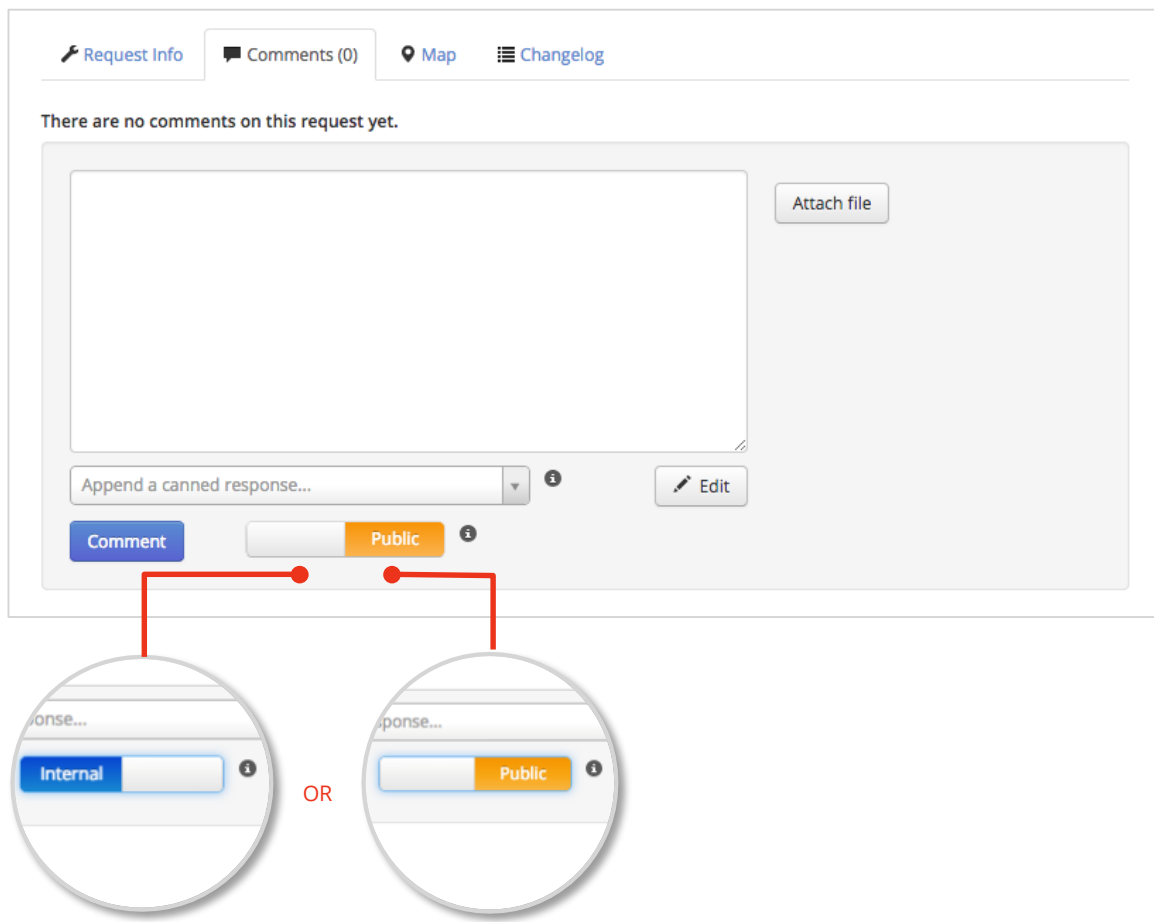 Request Info Comments (0) Map Changelog
There are no comments on this request yet.
Attach file
Append a canned response... Edit
Comment Public
ponse... sponse...
Internal Public
OR